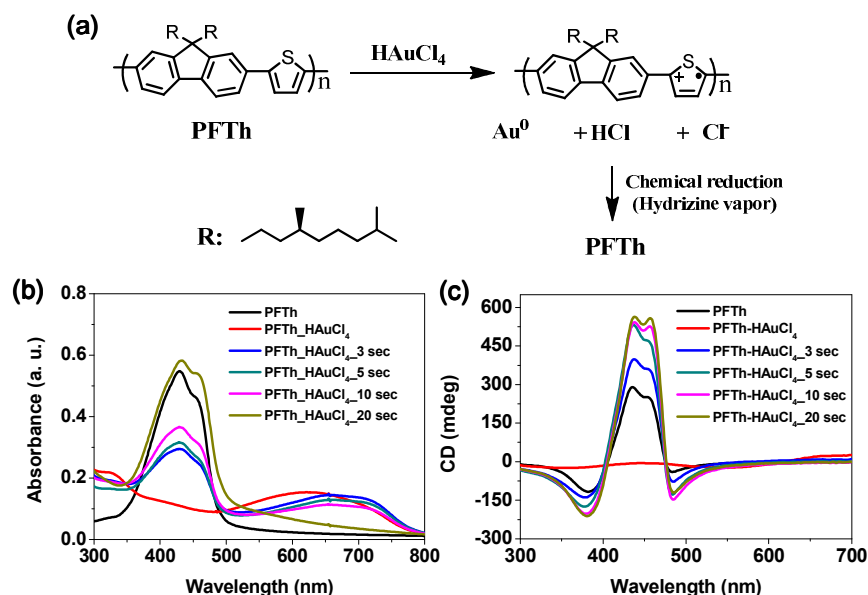 (a)
R R
S
n
HAuCl4
R R
S
+ •
n
PFTh
Au0 +HCl + Cl-
Chemical reduction
(Hydrizine vapor)
PFTh
R:
(b)
Absorbance (a. u.)
0.8
0.6
0.4
0.2
0.0
PFTh
PFTh_HAuCl4
PFTh_HAuCl4_3 sec
PFTh_HAuCl4_5 sec
PFTh_HAuCl4_10 sec
PFTh_HAuCl4_20 sec
300 400 500 600 700 800
Wavelength (nm)
(c)
CD (mdeg)
600
450
300
150
0
-150
-300
PFTh
PFTh-HAuCl4
PFTh-HAuCl4_3 sec
PFTh-HAuCl4_5 sec
PFTh-HAuCl4_10 sec
PFTh-HAuCl4_20 sec
300 400 500 600 700
Wavelength (nm)